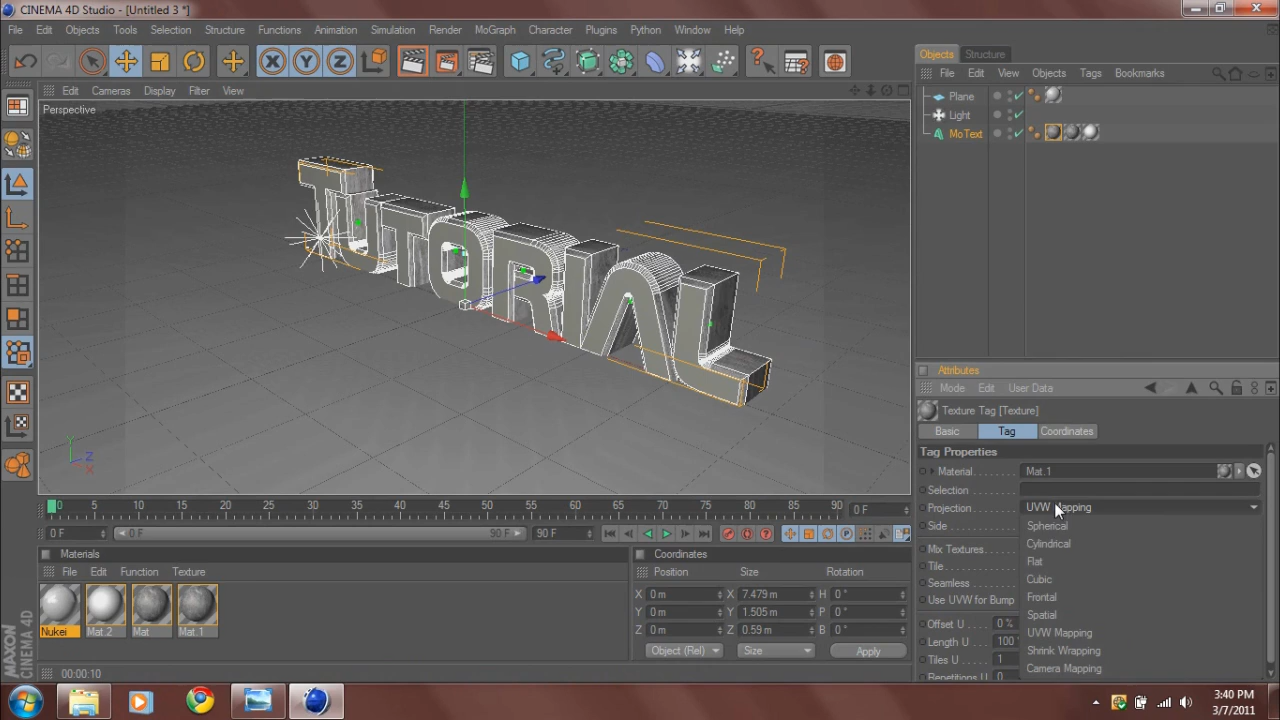 CINEMA 4D Studio - [Untitled 3 *]
File Edit Objects Tools Selection Structure Functions Animation Simulation Render MoGraph Character Plugins Python Window Help
Objects Structure
File Edit View Objects Tags Bookmarks
Edit Cameras Display Filter View
Perspective
Plane
Light
MoText
TUTORIAL
Y
Z X
Attributes
Mode Edit User Data
Texture Tag [Texture]
Basic Tag Coordinates
Tag Properties
Material Mat.1
Selection
Projection UVW Mapping
Side Spherical
Cylindrical
Mix Textures
Tile Flat
Seamless Cubic
Use UVW for Bump Frontal
Spatial
Offset U 0 %
Length U 100
Tiles U 1
Repetitions U 0
UVW Mapping
Shrink Wrapping
Camera Mapping
0 5 10 15 20 25 30 35 40 45 50 55 60 65 70 75 80 85 90 0 F
0 F 0 F 90 F 90 F
Materials
File Edit Function Texture
Nukei Mat.2 Mat Mat.1
Coordinates
Position Size Rotation
X 0 m X 7.479 m H 0 °
Y 0 m Y 1.505 m P 0 °
Z 0 m Z 0.59 m B 0 °
Object (Rel) Size Apply
00:00:10
MAXON
CINEMA 4D
3:40 PM
3/7/2011